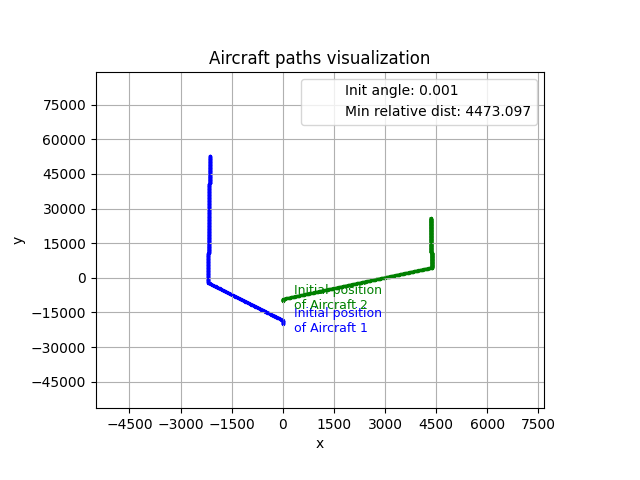 Aircraft paths visualization
Init angle: 0.001
Min relative dist: 4473.097
75000
60000
45000
30000
15000
0
−15000
−30000
−45000
y
Initial position
of Aircraft 2
Initial position
of Aircraft 1
−4500
−3000
−1500
0
1500
3000
4500
6000
7500
x